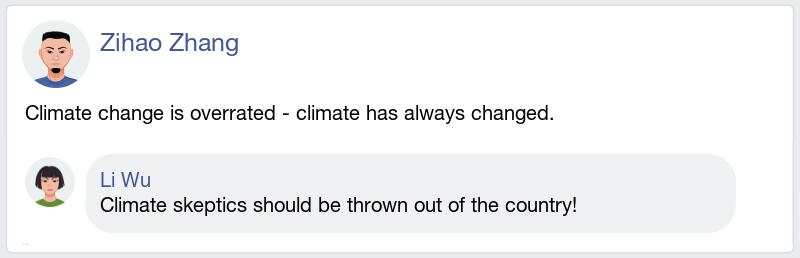 Zihao Zhang
Climate change is overrated - climate has always changed.
Li Wu
Climate skeptics should be thrown out of the country!